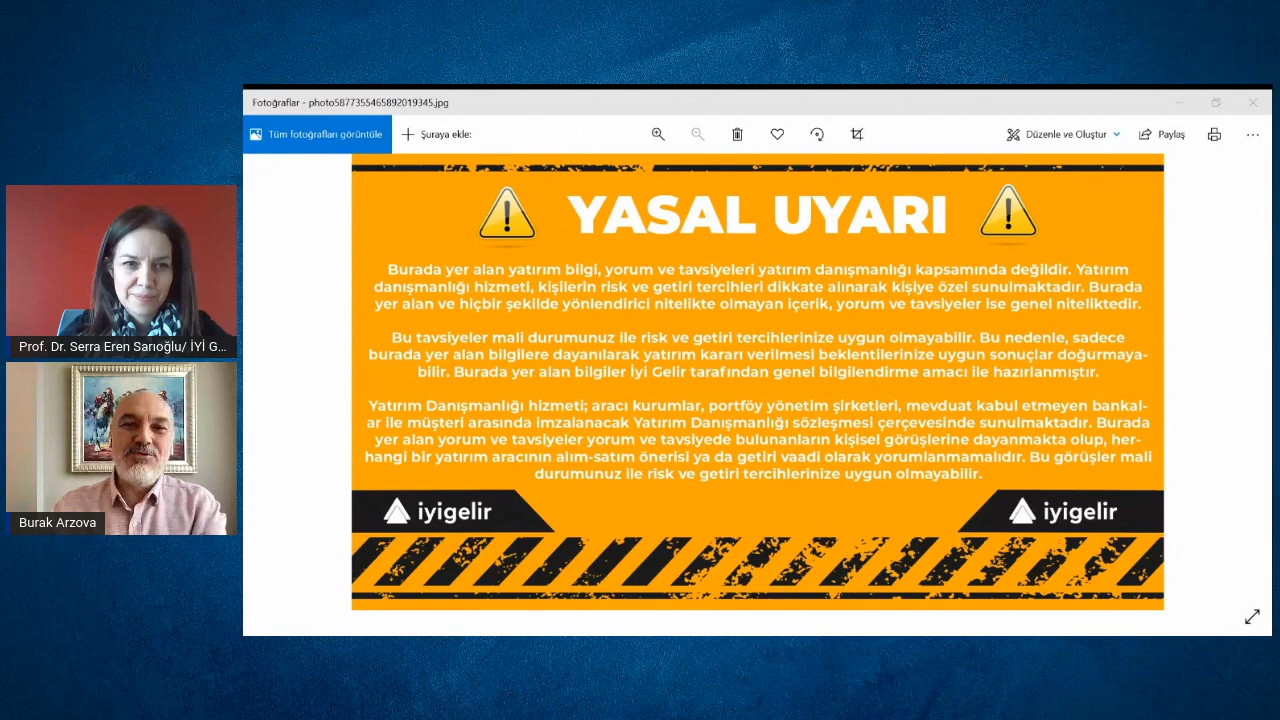 Fotoğraflar - photo5877355465892019345.jpg
Tüm fotoğrafları görüntüle
Şuraya ekle:
Düzenle ve Oluştur
Paylaş
YASAL UYARI
Burada yer alan yatırım bilgi, yorum ve tavsiyeleri yatırım danışmanlığı kapsamında değildir. Yatırım
danışmanlığı hizmeti, kişilerin risk ve getiri tercihleri dikkate alınarak kişiye özel sunulmaktadır. Burada
yer alan ve hiçbir şekilde yönlendirici nitelikte olmayan içerik, yorum ve tavsiyeler ise genel niteliktedir.
Bu tavsiyeler mali durumunuz ile risk ve getiri tercihlerinize uygun olmayabilir. Bu nedenle, sadece
burada yer alan bilgilere dayanılarak yatırım kararı verilmesi beklentilerinize uygun sonuçlar doğurmaya-
bilir. Burada yer alan bilgiler İyi Gelir tarafından genel bilgilendirme amacı ile hazırlanmıştır.
Yatırım Danışmanlığı hizmeti; aracı kurumlar, portföy yönetim şirketleri, mevduat kabul etmeyen bankal-
ar ile müşteri arasında imzalanacak Yatırım Danışmanlığı sözleşmesi çerçevesinde sunulmaktadır. Burada
yer alan yorum ve tavsiyeler yorum ve tavsiyede bulunanların kişisel görüşlerine dayanmakta olup, her-
hangi bir yatırım aracının alım-satım önerisi ya da getiri vaadi olarak yorumlanmamalıdır. Bu görüşler mali
durumunuz ile risk ve getiri tercihlerinize uygun olmayabilir.
iyigelir
iyigelir
Prof. Dr. Serra Eren Sarıoğlu/ İYİ G...
Burak Arzova